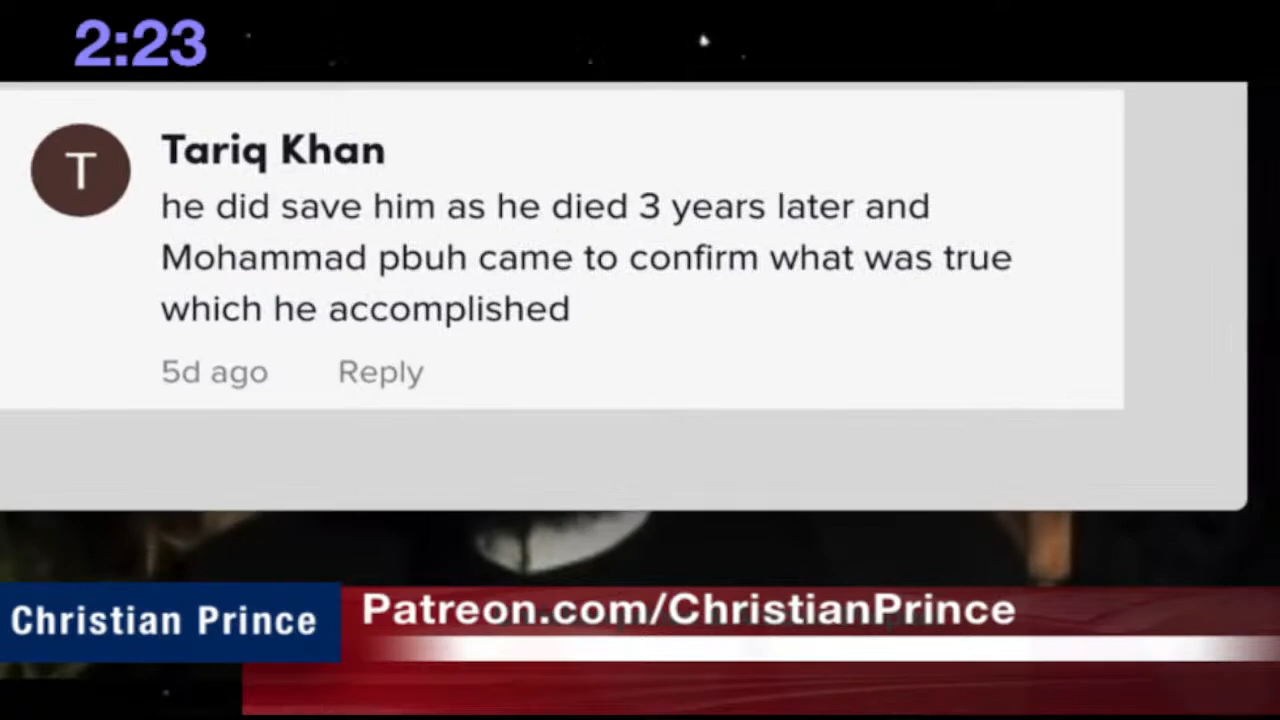 2:23
T
Tariq Khan
he did save him as he died 3 years later and
Mohammad pbuh came to confirm what was true
which he accomplished
5d ago Reply
Christian Prince
Patreon.com/ChristianPrince